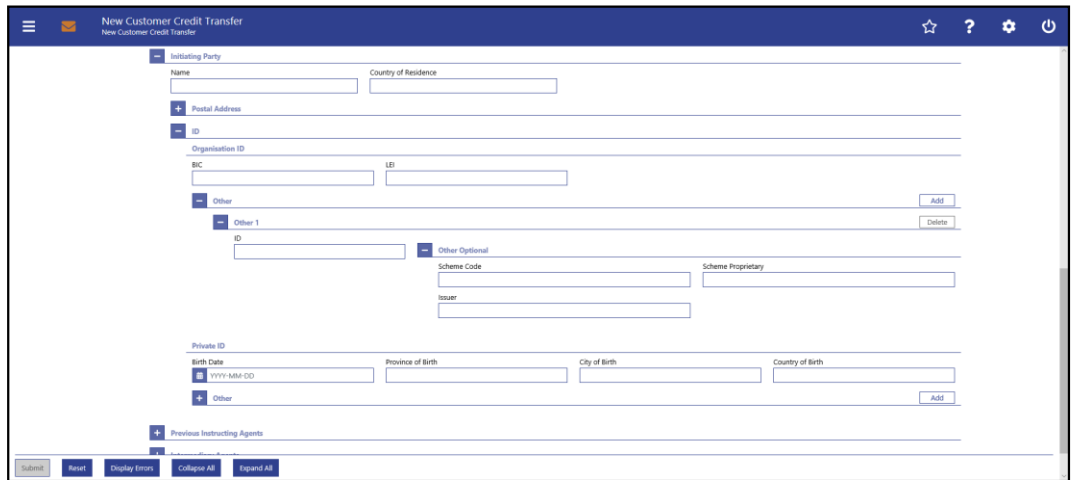 New Customer Credit Transfer
New Customer Credit Transfer
Initiating Party
Name Country of Residence
Postal Address
ID
Organisation ID
BIC LEI
Other Add
Other 1 Delete
ID
Other Optional
Scheme Code Scheme Proprietary
Issuer
Private ID
Birth Date Province of Birth City of Birth Country of Birth
YYYY-MM-DD
Other Add
Previous Instructing Agents
Intermediary Agents
Submit Reset Display Errors Collapse All Expand All